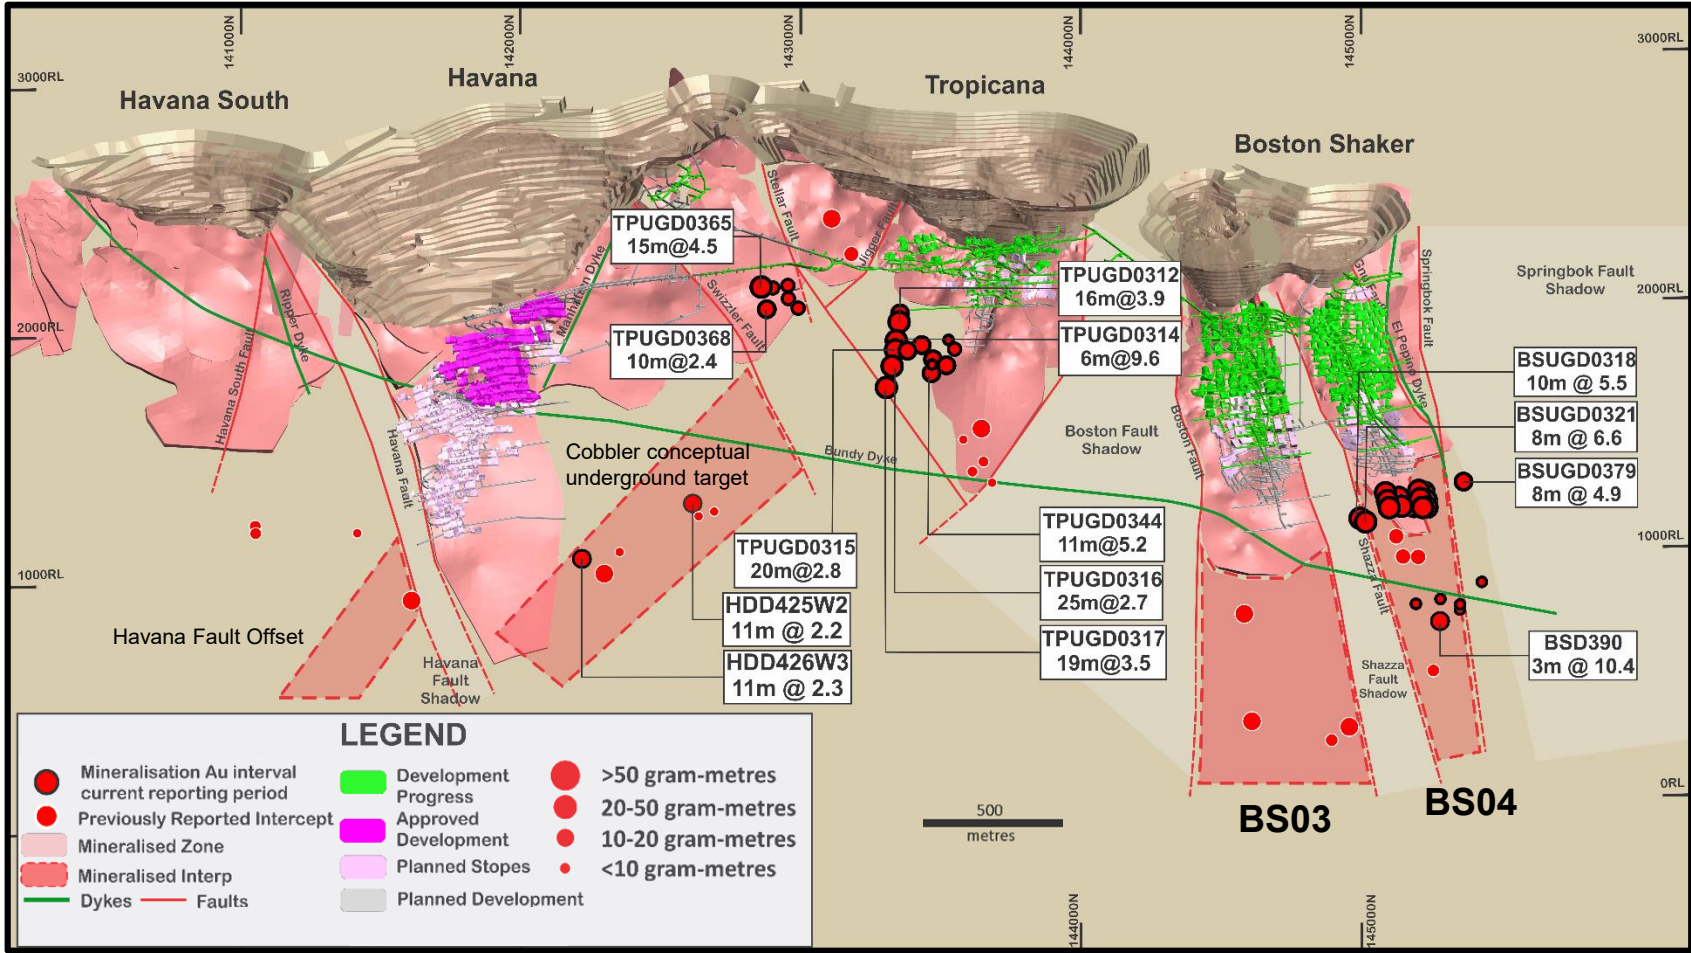 141000N
142000N
143000N
144000N
145000N
3000RL
3000RL
Havana South
Havana
Tropicana
Boston Shaker
2000RL
2000RL
1000RL
1000RL
0RL
Stellar Fault
Jigger Fault
Swizzler Fault
Manhattan Dyke
Ripper Dyke
Havana South Fault
Havana Fault
Bundy Dyke
Boston Fault
El Pepino Dyke
Springbok Fault
Shazza Fault
Springbok Fault
Shadow
Boston Fault
Shadow
Shazza
Fault
Shadow
Havana
Fault
Shadow
TPUGD0365
15m@4.5
TPUGD0368
10m@2.4
TPUGD0312
16m@3.9
TPUGD0314
6m@9.6
BSUGD0318
10m @ 5.5
BSUGD0321
8m @ 6.6
BSUGD0379
8m @ 4.9
Cobbler conceptual
underground target
TPUGD0315
20m@2.8
TPUGD0344
11m@5.2
TPUGD0316
25m@2.7
TPUGD0317
19m@3.5
HDD425W2
11m @ 2.2
HDD426W3
11m @ 2.3
BSD390
3m @ 10.4
Havana Fault Offset
BS03
BS04
500
metres
144000N
145000N
LEGEND
Mineralisation Au interval
current reporting period
Previously Reported Intercept
Mineralised Zone
Mineralised Interp
Dykes
Faults
Development
Progress
Approved
Development
Planned Stopes
Planned Development
>50 gram-metres
20-50 gram-metres
10-20 gram-metres
<10 gram-metres